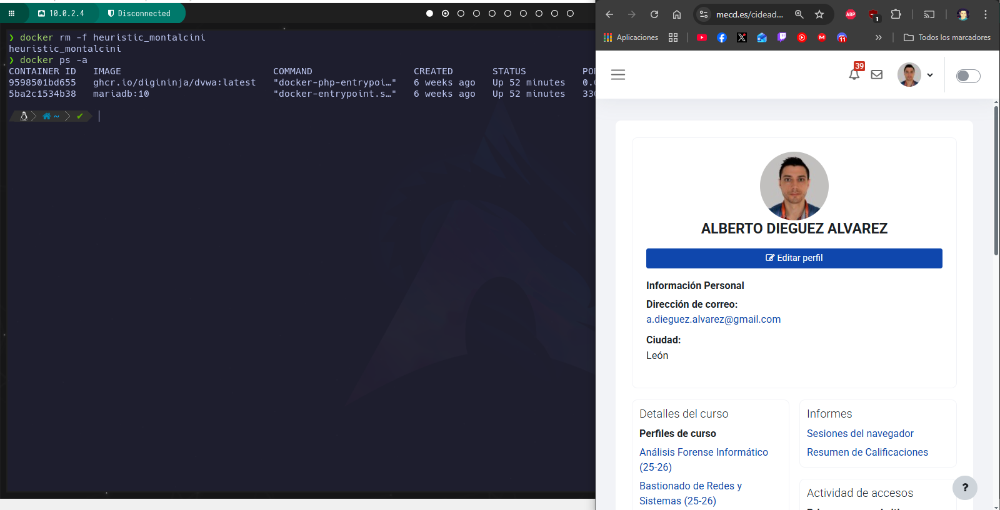 10.0.2.4
Disconnected
❯ docker rm -f heuristic_montalcini
heuristic_montalcini
❯ docker ps -a
CONTAINER ID   IMAGE                           COMMAND                  CREATED       STATUS          PO
9598501bd655   ghcr.io/digininja/dvwa:latest   "docker-php-entrypoi…"   6 weeks ago   Up 52 minutes   0.
5ba2c1534b38   mariadb:10                      "docker-entrypoint.s…"   6 weeks ago   Up 52 minutes   33
~
mecd.es/cidead...
ABP
1
Aplicaciones
11
»
Todos los marcadores
39
ALBERTO DIEGUEZ ALVAREZ
Editar perfil
Información Personal
Dirección de correo:
a.dieguez.alvarez@gmail.com
Ciudad:
León
Detalles del curso
Perfiles de curso
Análisis Forense Informático
(25-26)
Bastionado de Redes y
Sistemas (25-26)
Informes
Sesiones del navegador
Resumen de Calificaciones
Actividad de accesos
?